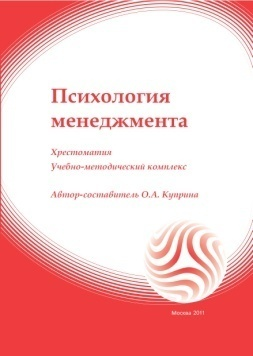 Психология
менеджмента
Хрестоматия
Учебно-методический комплекс
Автор-составитель О.А. Куприна
Москва 2011